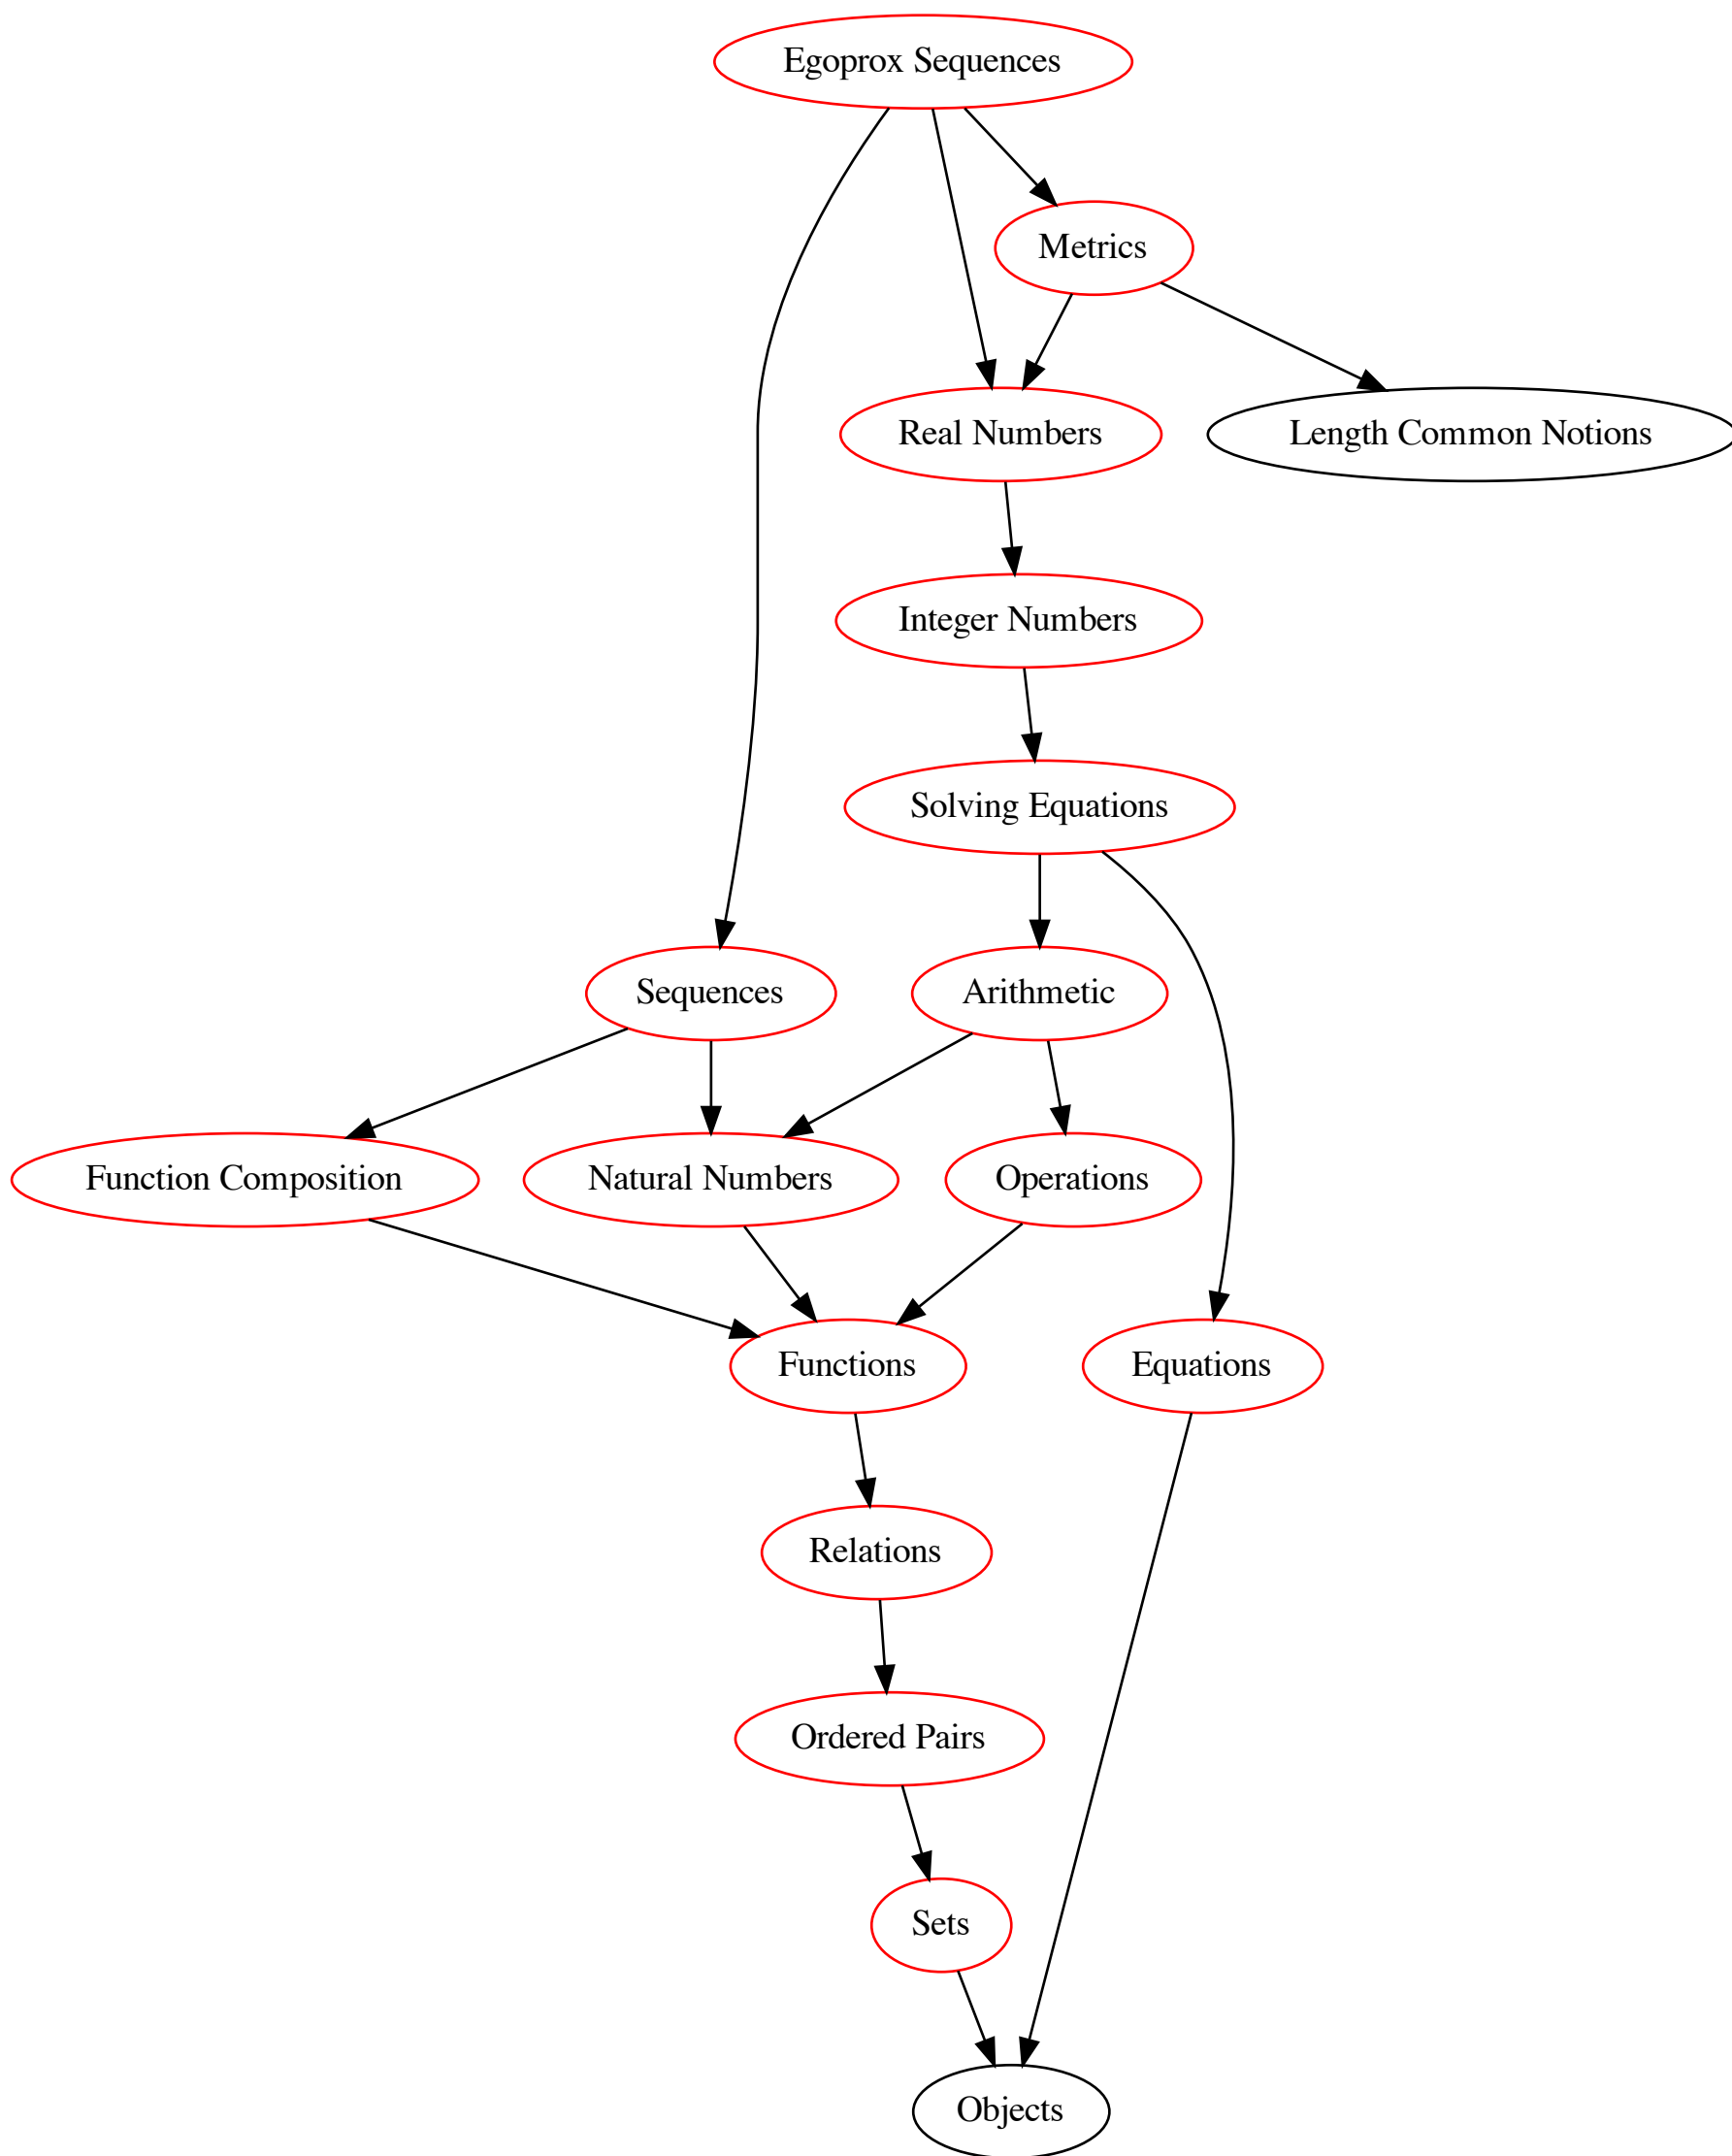 Egoprox Sequences
Metrics
Real Numbers
Length Common Notions
Integer Numbers
Solving Equations
Sequences
Arithmetic
Function Composition
Natural Numbers
Operations
Functions
Equations
Relations
Ordered Pairs
Sets
Objects